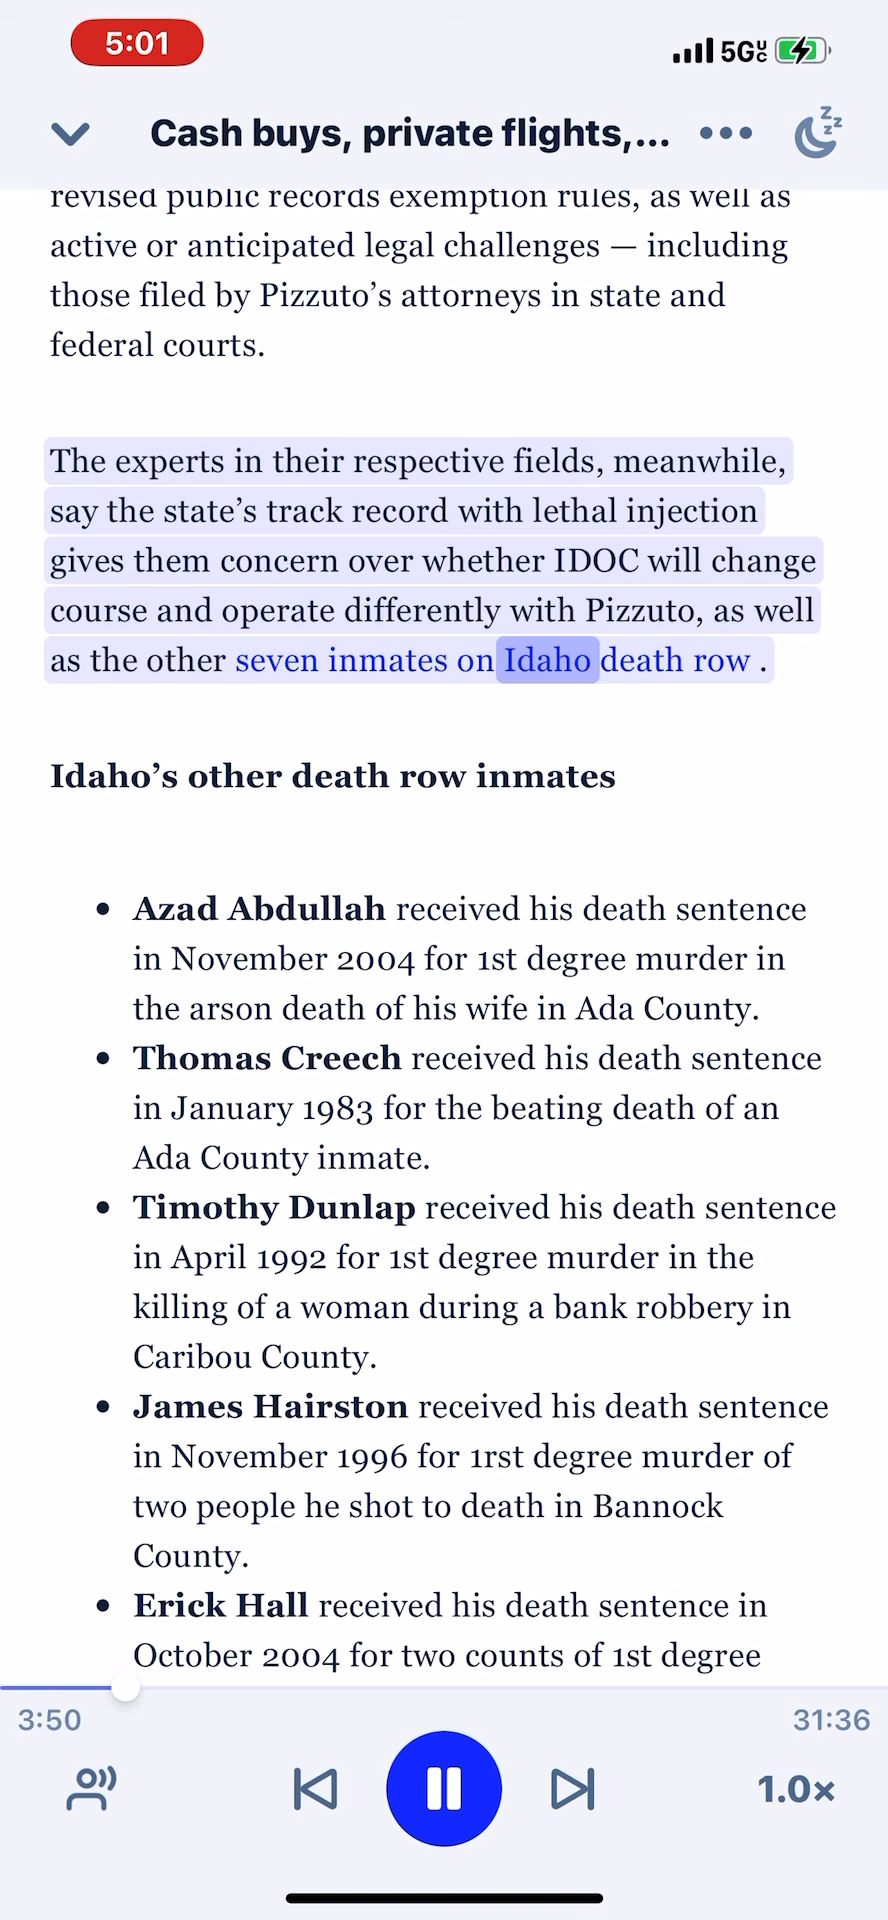 5:01
5G UC
Cash buys, private flights,...
revised public records exemption rules, as well as
active or anticipated legal challenges — including
those filed by Pizzuto’s attorneys in state and
federal courts.
The experts in their respective fields, meanwhile,
say the state’s track record with lethal injection
gives them concern over whether IDOC will change
course and operate differently with Pizzuto, as well
as the other seven inmates on Idaho death row .
Idaho’s other death row inmates
• Azad Abdullah received his death sentence
in November 2004 for 1st degree murder in
the arson death of his wife in Ada County.
• Thomas Creech received his death sentence
in January 1983 for the beating death of an
Ada County inmate.
• Timothy Dunlap received his death sentence
in April 1992 for 1st degree murder in the
killing of a woman during a bank robbery in
Caribou County.
• James Hairston received his death sentence
in November 1996 for 1rst degree murder of
two people he shot to death in Bannock
County.
• Erick Hall received his death sentence in
October 2004 for two counts of 1st degree
3:50 31:36
1.0×